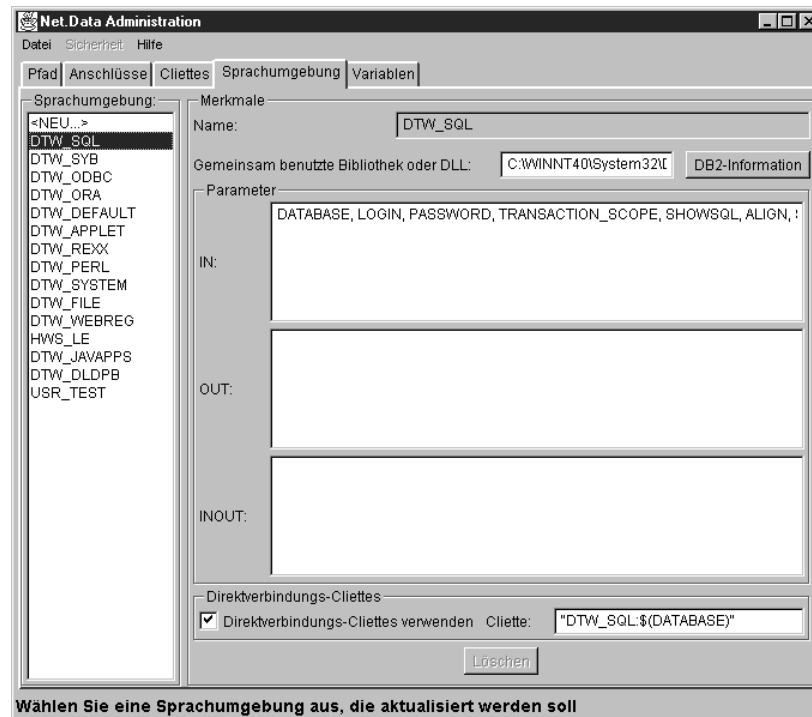 Net.Data Administration
Datei Sicherheit Hilfe
Pfad Anschlüsse Cliettes Sprachumgebung Variablen
Sprachumgebung:
<NEU...>
DTW_SQL
DTW_SYB
DTW_ODBC
DTW_ORA
DTW_DEFAULT
DTW_APPLET
DTW_REXX
DTW_PERL
DTW_SYSTEM
DTW_FILE
DTW_WEBREG
HWS_LE
DTW_JAVAPPS
DTW_DLDPB
USR_TEST
Merkmale
Name: DTW_SQL
Gemeinsam benutzte Bibliothek oder DLL: C:\WINNT40\System32\ DB2-Information
Parameter
IN: DATABASE, LOGIN, PASSWORD, TRANSACTION_SCOPE, SHOWSQL, ALIGN,
OUT:
INOUT:
Direktverbindungs-Cliettes
Direktverbindungs-Cliettes verwenden Cliette: "DTW_SQL:$(DATABASE)"
Löschen
Wählen Sie eine Sprachumgebung aus, die aktualisiert werden soll